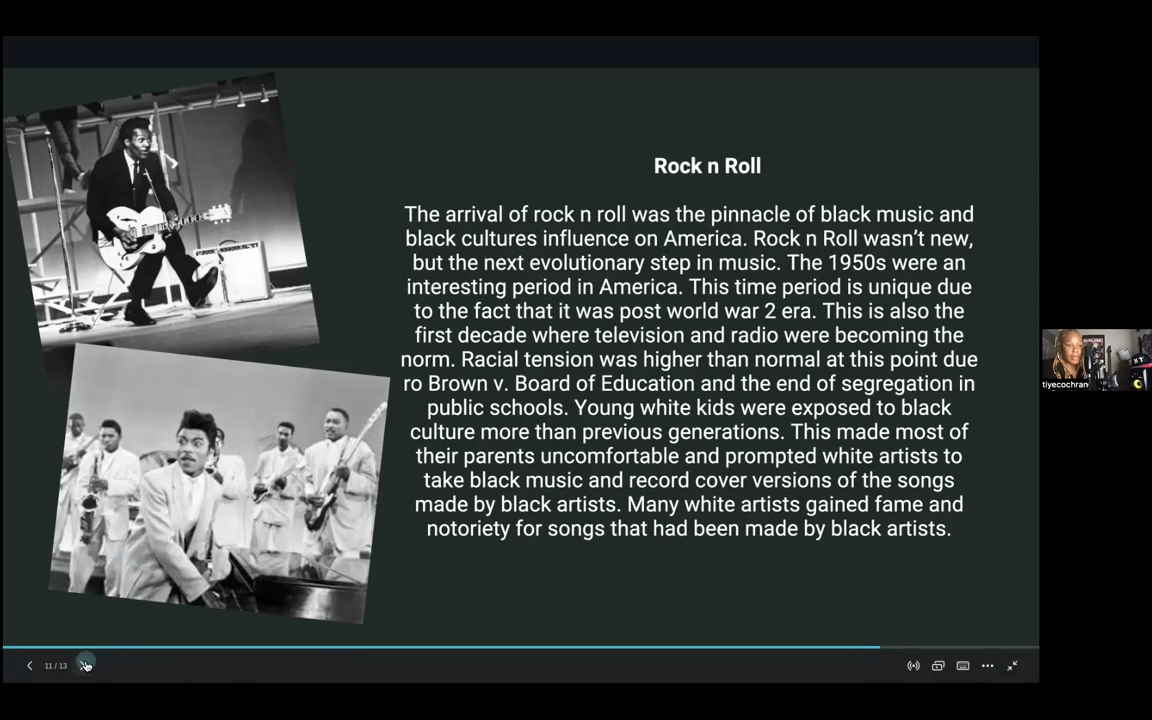 Rock n Roll
The arrival of rock n roll was the pinnacle of black music and
black cultures influence on America. Rock n Roll wasn’t new,
but the next evolutionary step in music. The 1950s were an
interesting period in America. This time period is unique due
to the fact that it was post world war 2 era. This is also the
first decade where television and radio were becoming the
norm. Racial tension was higher than normal at this point due
ro Brown v. Board of Education and the end of segregation in
public schools. Young white kids were exposed to black
culture more than previous generations. This made most of
their parents uncomfortable and prompted white artists to
take black music and record cover versions of the songs
made by black artists. Many white artists gained fame and
notoriety for songs that had been made by black artists.
tiyecochran
11 / 13